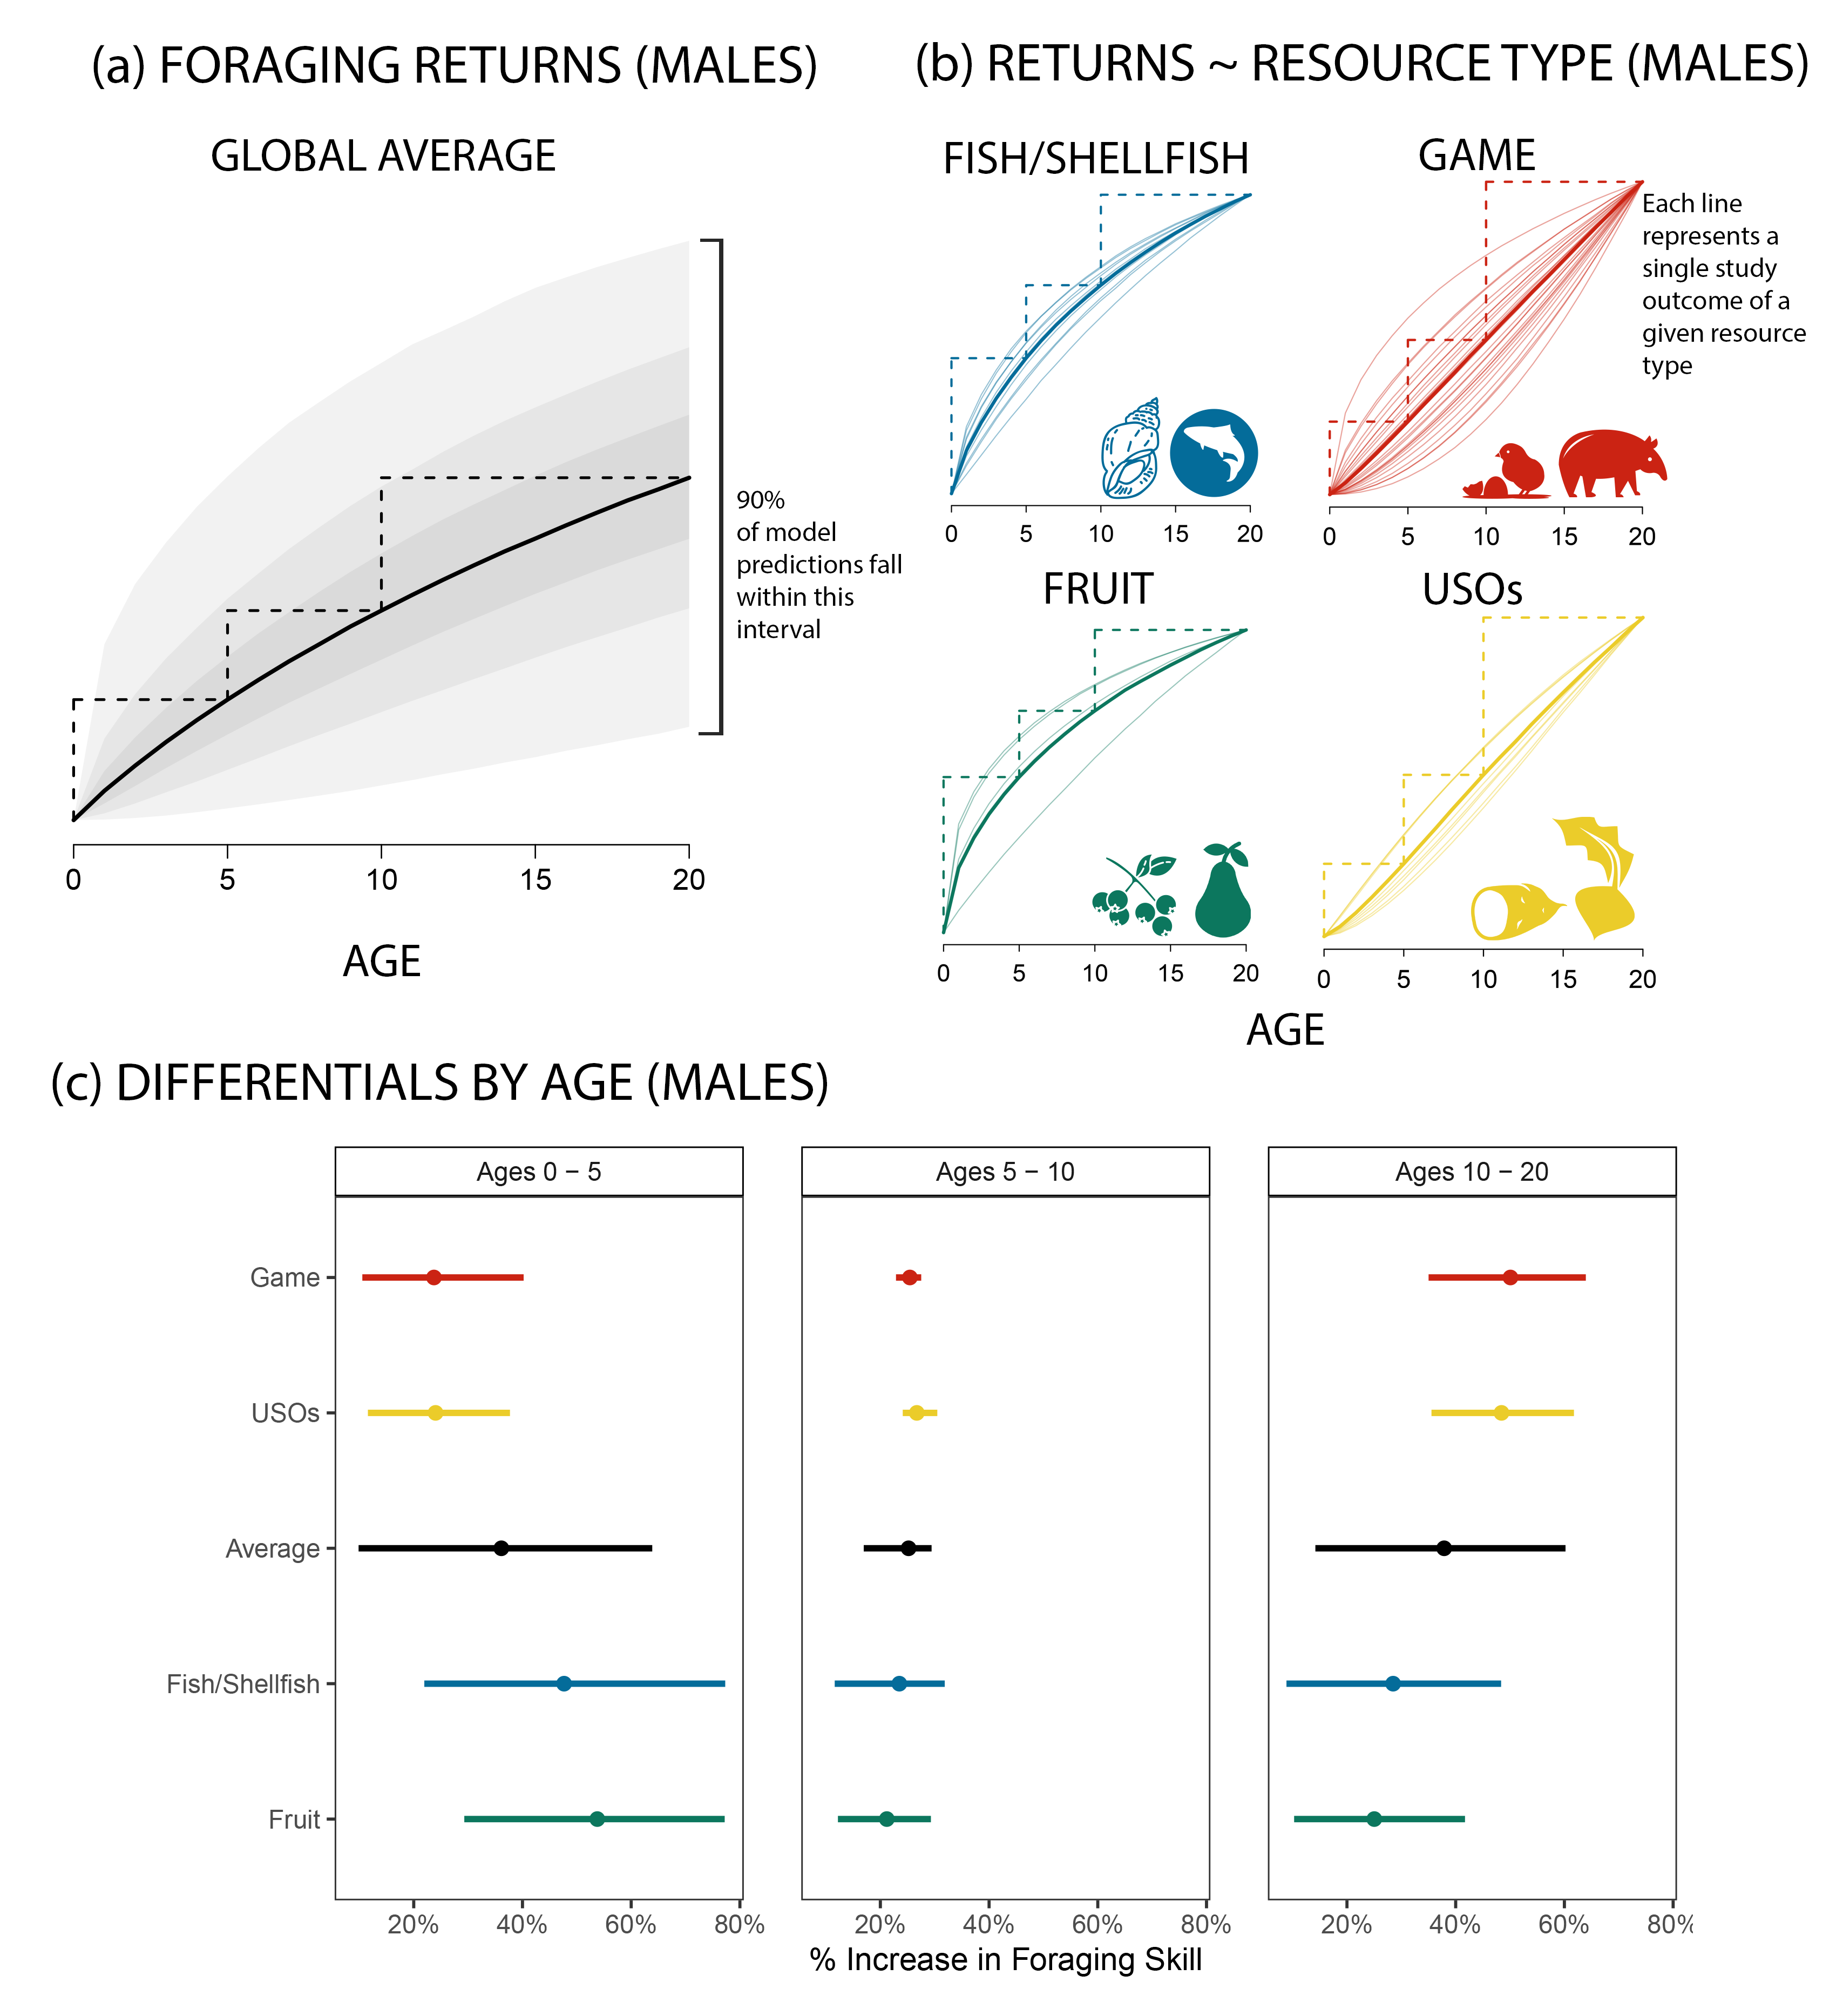 (a) FORAGING RETURNS (MALES)
GLOBAL AVERAGE
90%
of model
predictions fall
within this
interval
0 5 10 15 20
AGE
(b) RETURNS ~ RESOURCE TYPE (MALES)
FISH/SHELLFISH
0 5 10 15 20
GAME
Each line
represents a
single study
outcome of a
given resource
type
0 5 10 15 20
FRUIT
0 5 10 15 20
USOs
0 5 10 15 20
AGE
(c) DIFFERENTIALS BY AGE (MALES)
Ages 0 − 5
Ages 5 − 10
Ages 10 − 20
Game
USOs
Average
Fish/Shellfish
Fruit
20% 40% 60% 80%
20% 40% 60% 80%
20% 40% 60% 80%
% Increase in Foraging Skill